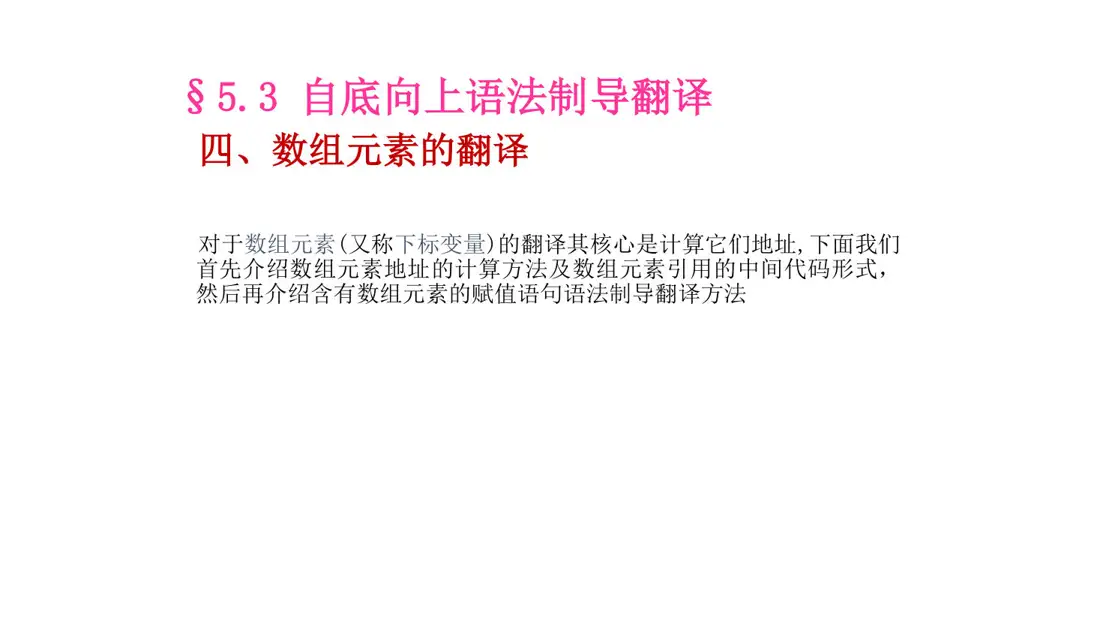 §5.3 自底向上语法制导翻译
四、数组元素的翻译
对于数组元素(又称下标变量)的翻译其核心是计算它们地址,下面我们
首先介绍数组元素地址的计算方法及数组元素引用的中间代码形式,
然后再介绍含有数组元素的赋值语句语法制导翻译方法